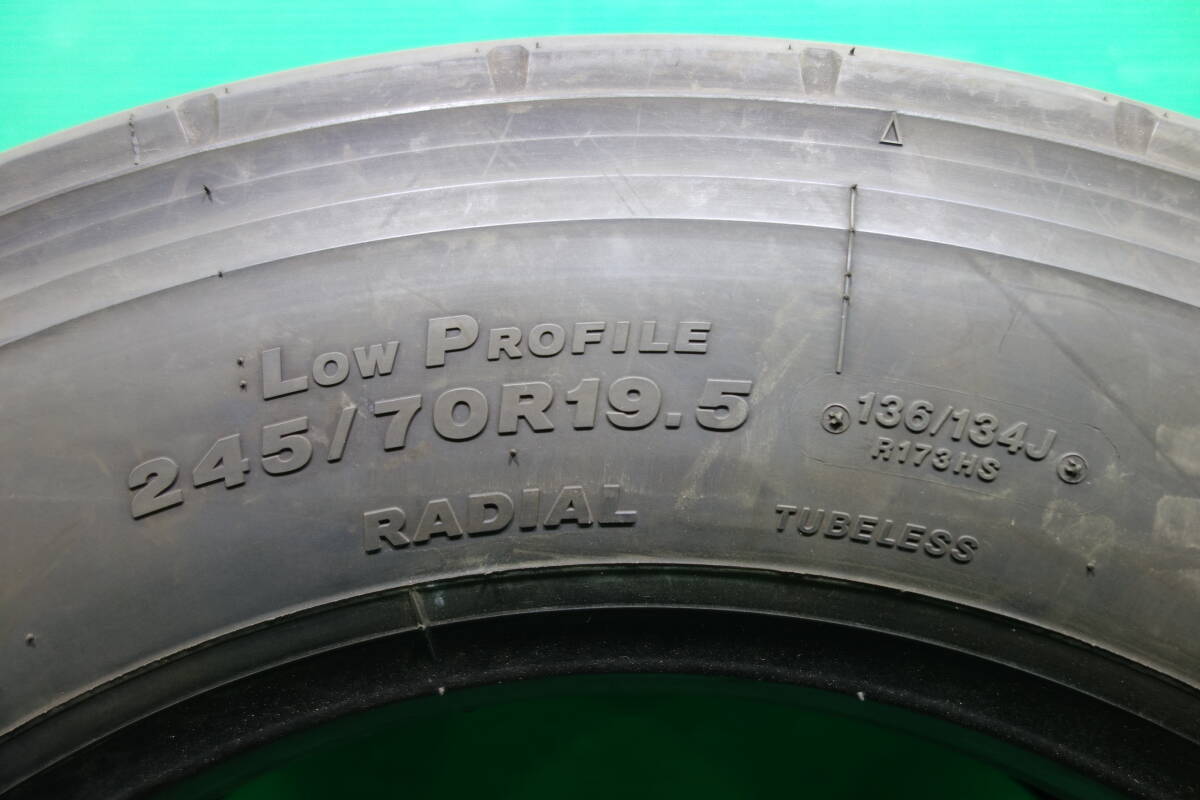 LOW PROFILE
245/70R19.5
RADIAL
136/134J
R173HS
TUBELESS